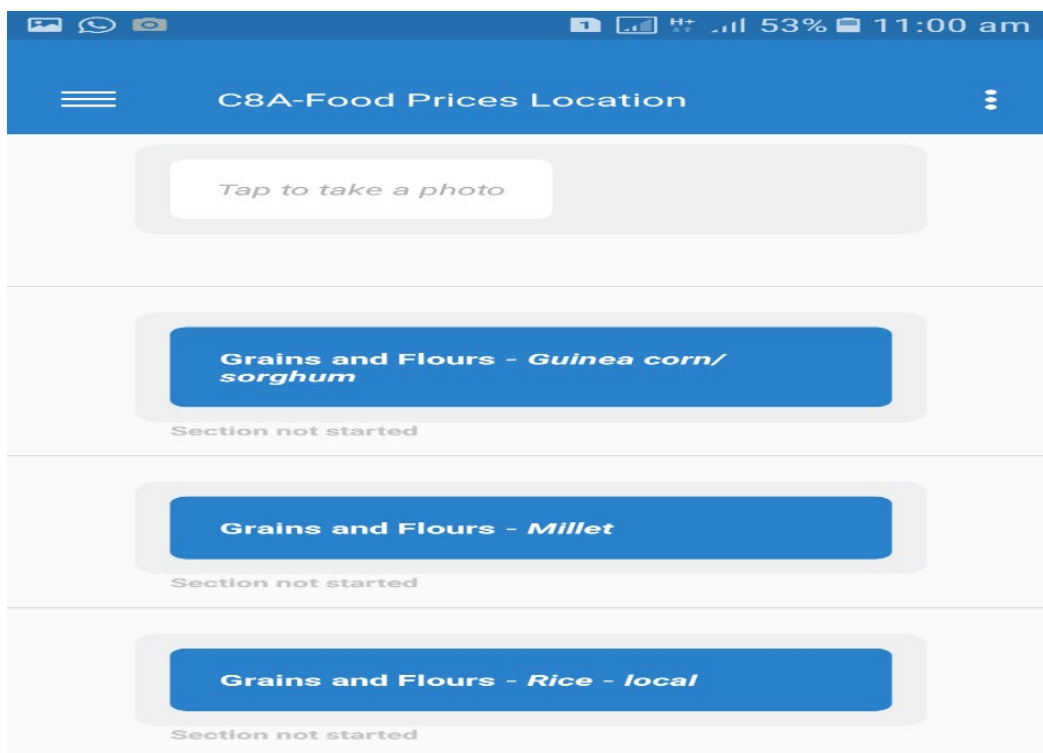 1 H+ 53% 11:00 am
C8A-Food Prices Location
Tap to take a photo
Grains and Flours - Guinea corn/
sorghum
Section not started
Grains and Flours - Millet
Section not started
Grains and Flours - Rice - local
Section not started